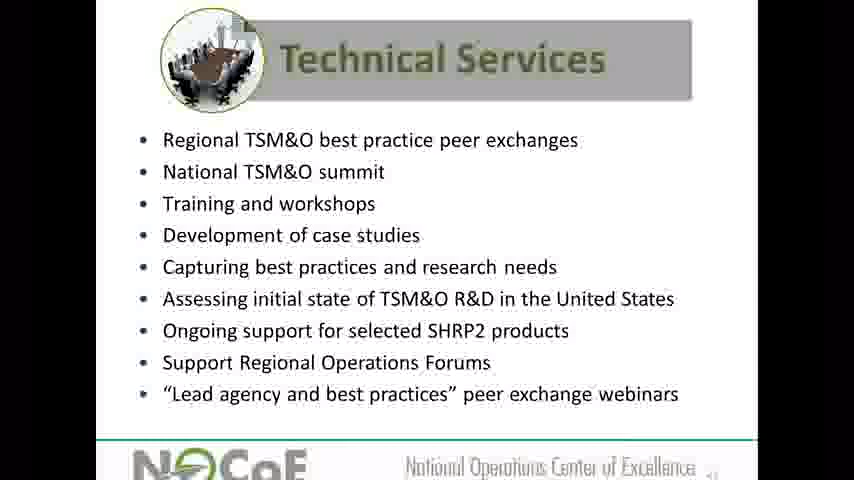 Technical Services
• Regional TSM&O best practice peer exchanges
• National TSM&O summit
• Training and workshops
• Development of case studies
• Capturing best practices and research needs
• Assessing initial state of TSM&O R&D in the United States
• Ongoing support for selected SHRP2 products
• Support Regional Operations Forums
• “Lead agency and best practices” peer exchange webinars
NOCoE
National Operations Center of Excellence